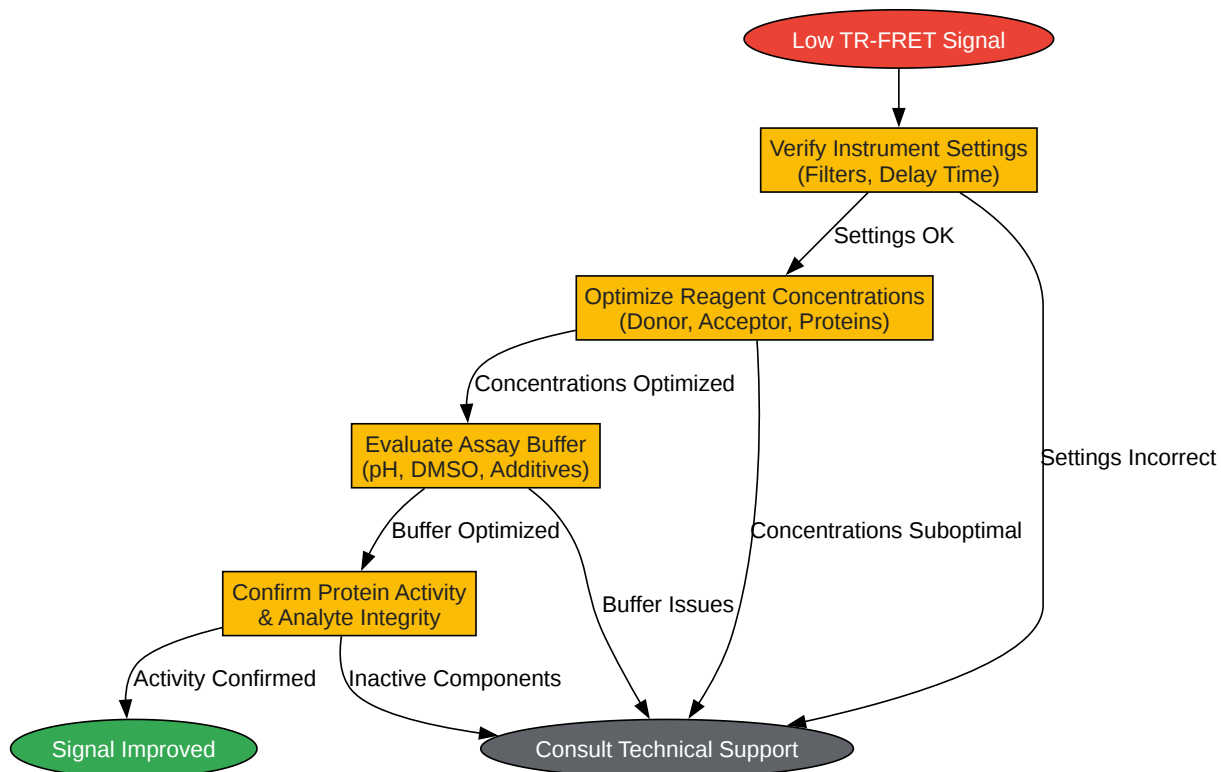 Low TR-FRET Signal
Verify Instrument Settings
(Filters, Delay Time)
Settings OK
Optimize Reagent Concentrations
(Donor, Acceptor, Proteins)
Concentrations Optimized
Evaluate Assay Buffer
(pH, DMSO, Additives)
Settings Incorrect
Buffer Optimized
Concentrations Suboptimal
Confirm Protein Activity
& Analyte Integrity
Buffer Issues
Activity Confirmed
Inactive Components
Signal Improved
Consult Technical Support